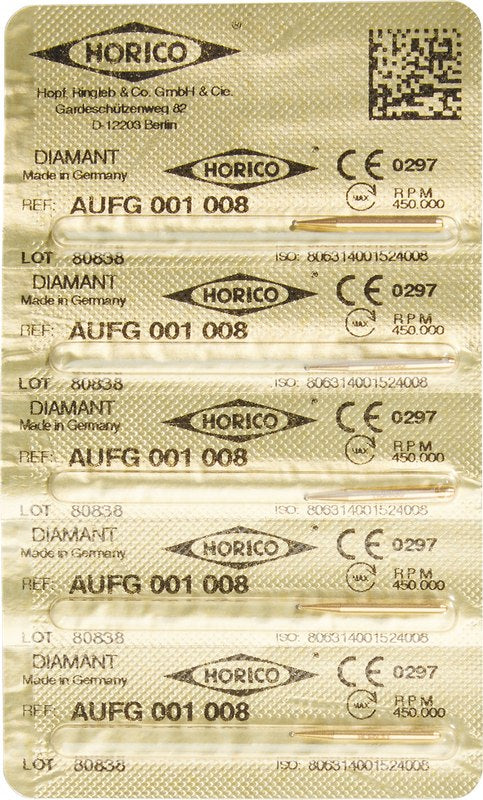 HORICO ®
Hopf, Ringleb & Co. GmbH & Cie.
Gardeschützenweg 82
D-12203 Berlin
DIAMANT HORICO ® CE 0297
Made in Germany
REF: AUFG 001 008 MAX RPM 450.000
LOT 80838 ISO: 806314001524008
DIAMANT HORICO ® CE 0297
Made in Germany
REF: AUFG 001 008 MAX RPM 450.000
LOT 80838 ISO: 806314001524008
DIAMANT HORICO ® CE 0297
Made in Germany
REF: AUFG 001 008 MAX RPM 450.000
LOT 80838 ISO: 806314001524008
DIAMANT HORICO ® CE 0297
Made in Germany
REF: AUFG 001 008 MAX RPM 450.000
LOT 80838 ISO: 806314001524008
DIAMANT HORICO ® CE 0297
Made in Germany
REF: AUFG 001 008 MAX RPM 450.000
LOT 80838 ISO: 806314001524008